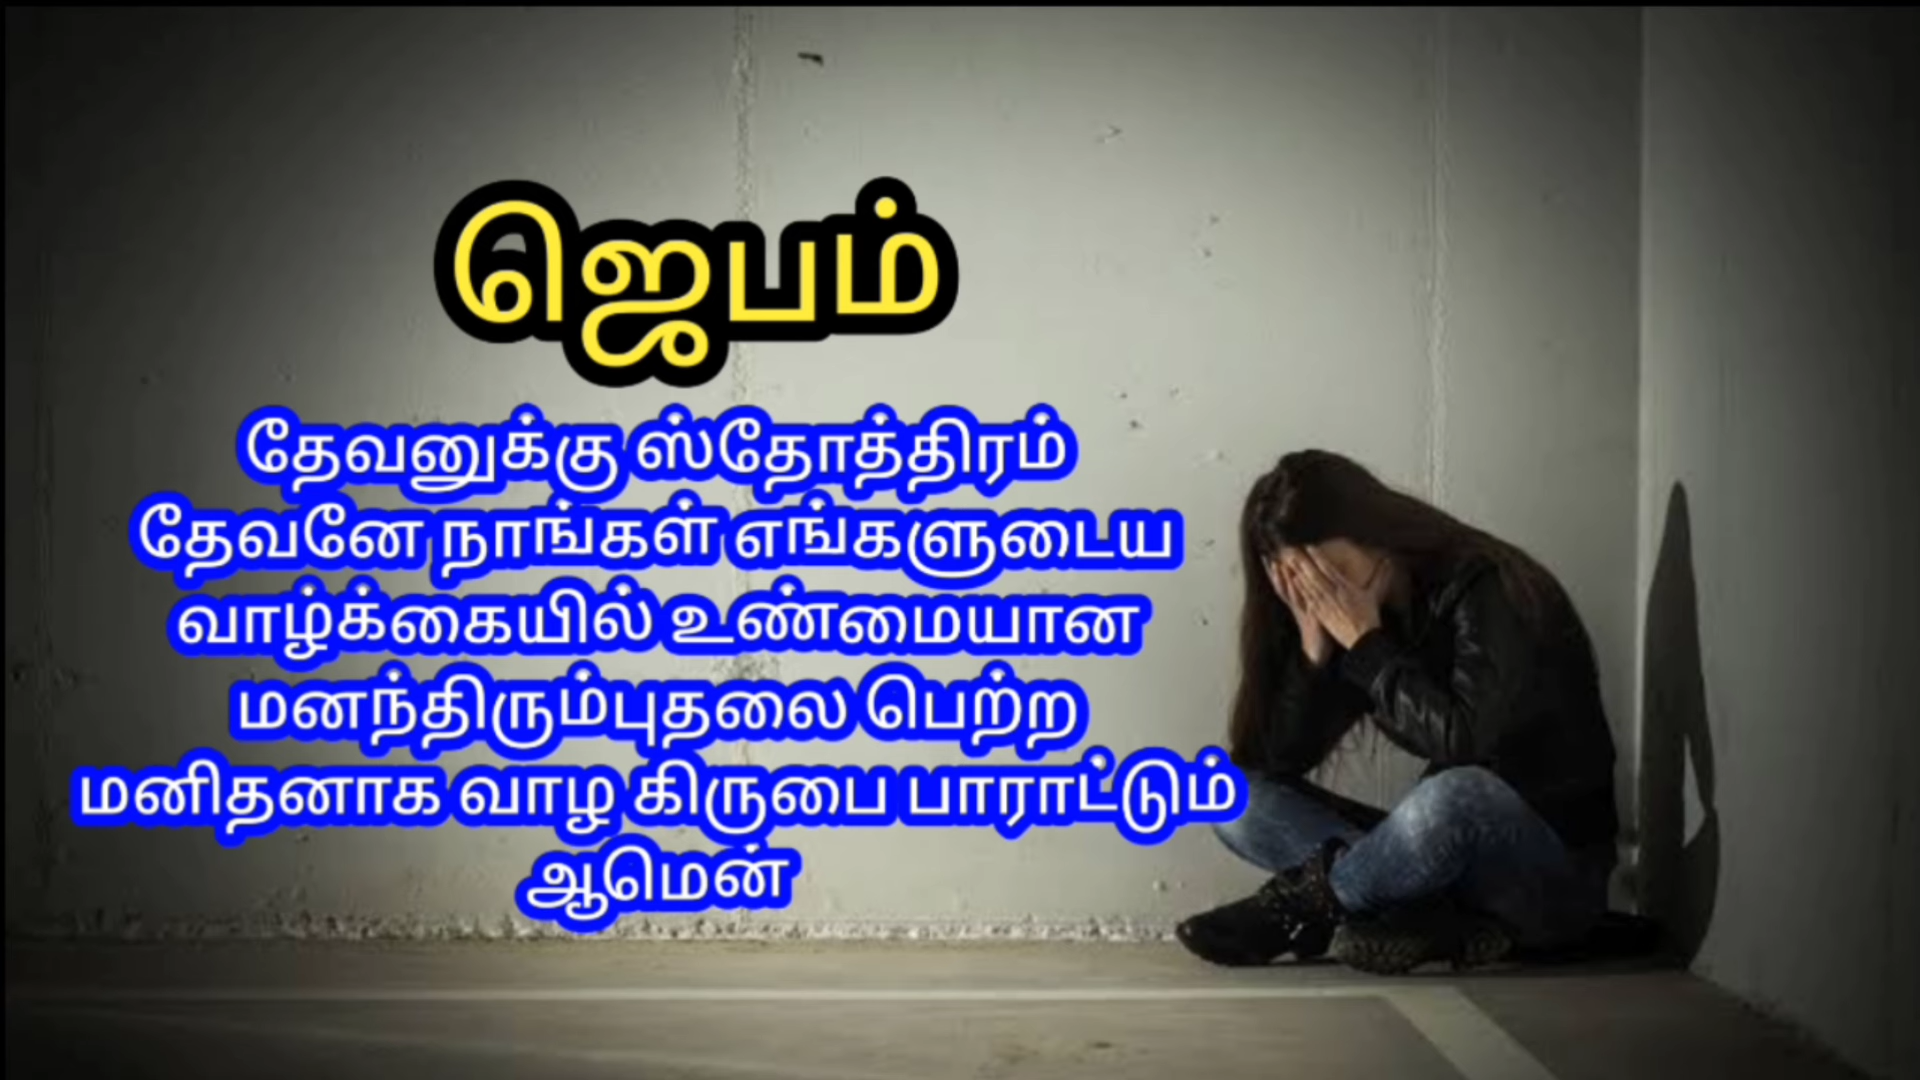 ஜெபம்
தேவனுக்கு ஸ்தோத்திரம்
தேவனே நாங்கள் எங்களுடைய
வாழ்க்கையில் உண்மையான
மனந்திரும்புதலை பெற்ற
மனிதனாக வாழ கிருபை பாராட்டும்
ஆமென்